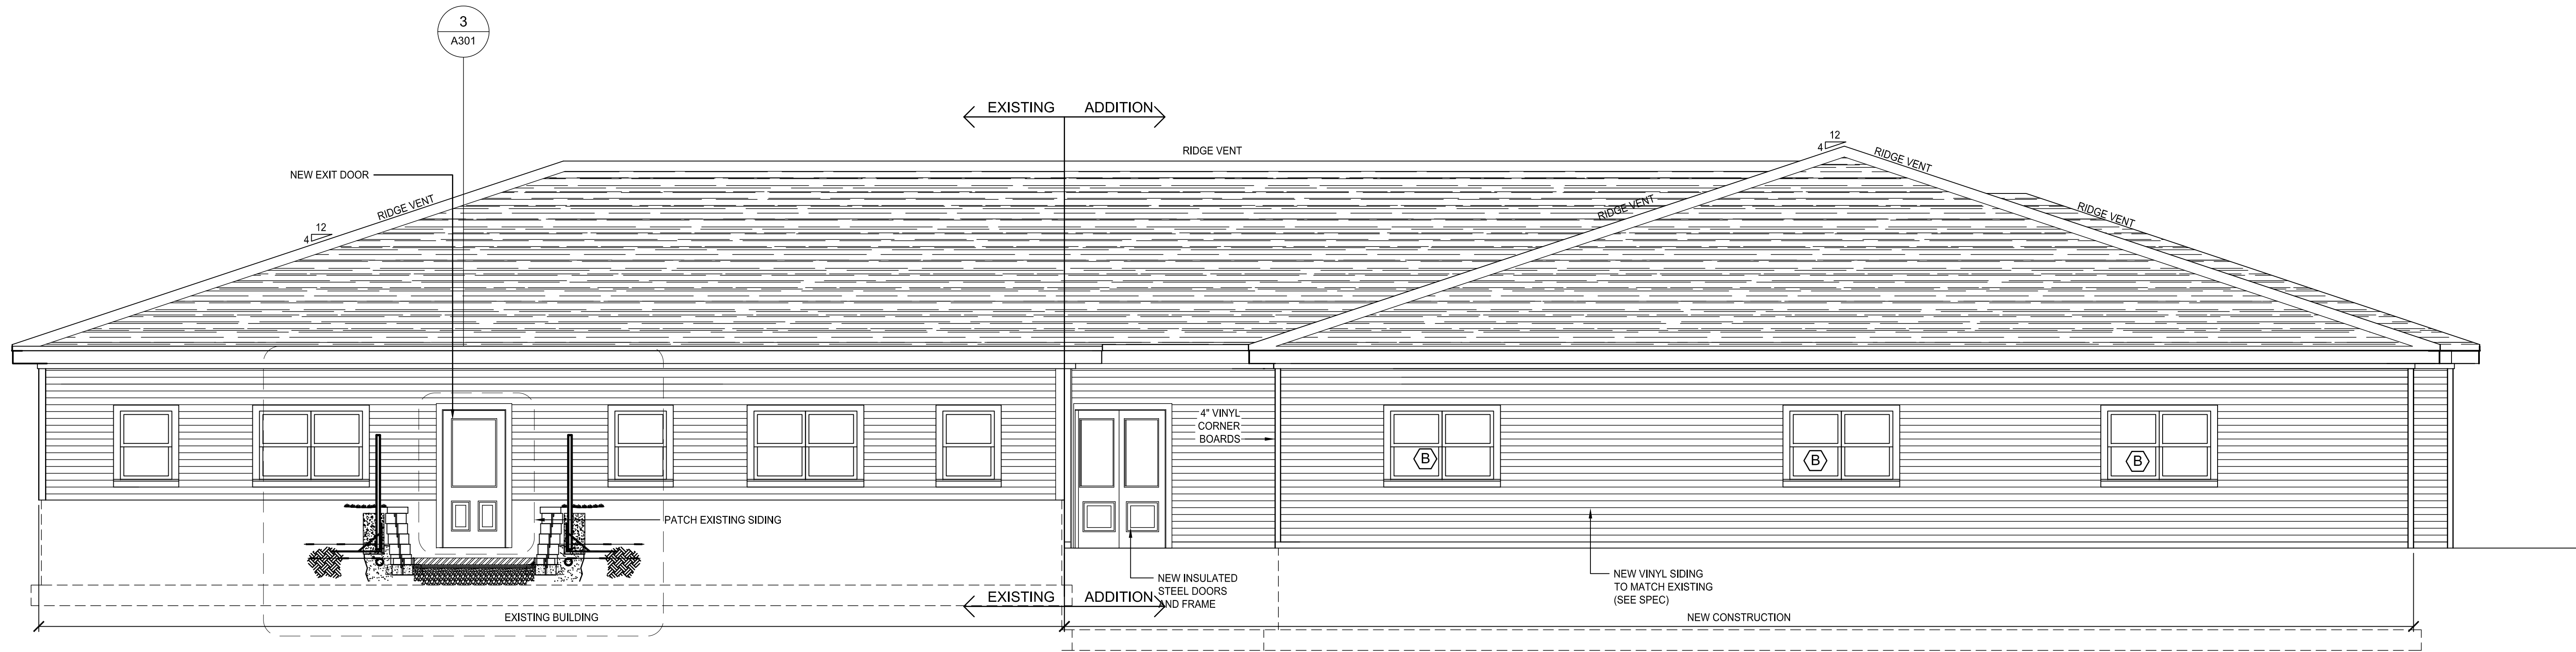 3
A301
EXISTING ADDITION
12
4
RIDGE VENT
RIDGE VENT
NEW EXIT DOOR
RIDGE VENT
12
4
RIDGE VENT
RIDGE VENT
4" VINYL
CORNER
BOARDS
B
B
B
PATCH EXISTING SIDING
NEW INSULATED
STEEL DOORS
AND FRAME
NEW VINYL SIDING
TO MATCH EXISTING
(SEE SPEC)
EXISTING ADDITION
EXISTING BUILDING
NEW CONSTRUCTION